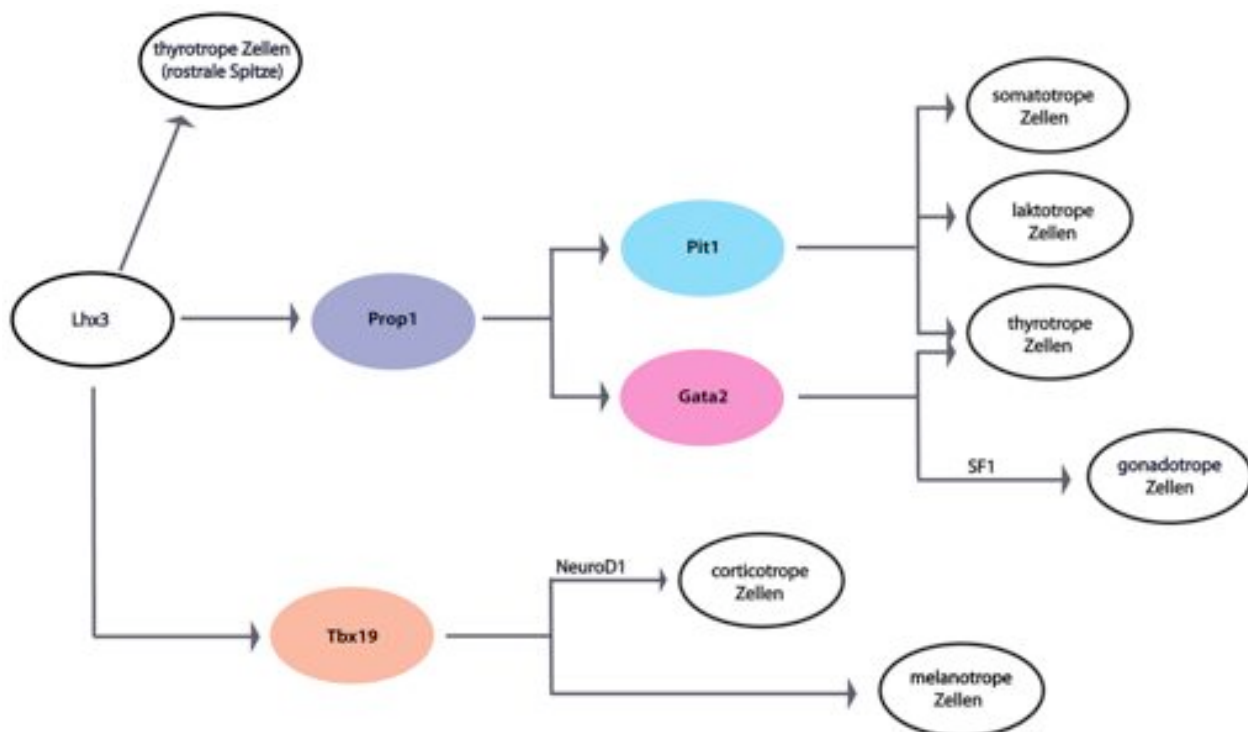 thyrotrope Zellen
(rostrale Spitze)
somatotrope
Zellen
laktotrope
Zellen
Pit1
Lhx3
Prop1
thyrotrope
Zellen
Gata2
SF1
gonadotrope
Zellen
NeuroD1
corticotrope
Zellen
Tbx19
melanotrope
Zellen